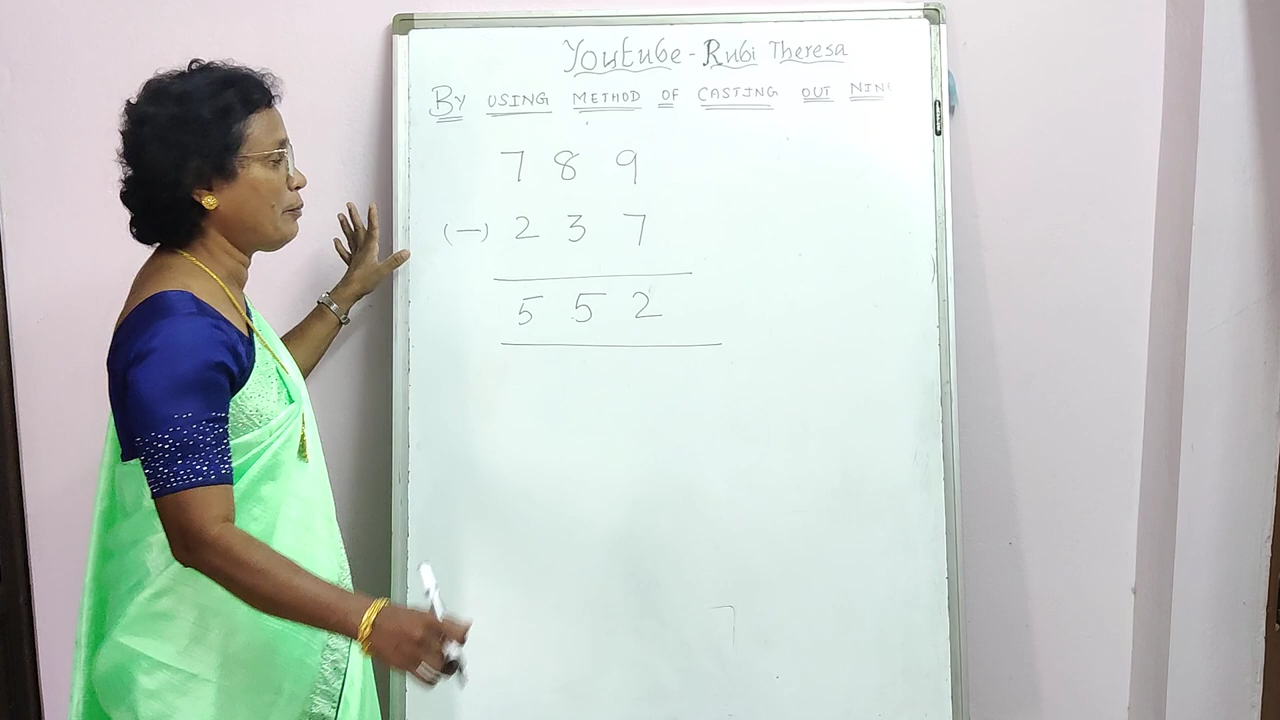 Youtube - Rubi Theresa
BY USING METHOD OF CASTING OUT NINE
7 8 9
(-) 2 3 7
5 5 2
7